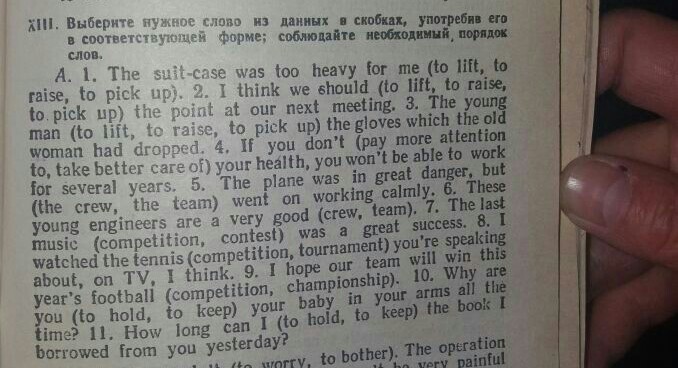 XIII. Выберите нужное слово из данных в скобках, употребив его
в соответствующей форме; соблюдайте необходимый порядок
слов.
A. 1. The suit-case was too heavy for me (to lift, to
raise, to pick up). 2. I think we should (to lift, to raise,
to pick up) the point at our next meeting. 3. The young
man (to lift, to raise, to pick up) the gloves which the old
woman had dropped. 4. If you don't (pay more attention
to, take better care of) your health, you won't be able to work
for several years. 5. The plane was in great danger, but
(the crew, the team) went on working calmly. 6. These
young engineers are a very good (crew, team). 7. The last
music (competition, contest) was a great success. 8. I
watched the tennis (competition, tournament) you're speaking
about, on TV, I think. 9. I hope our team will win this
year's football (competition, championship). 10. Why are
you (to hold, to keep) your baby in your arms all the
time? 11. How long can I (to hold, to keep) the book I
borrowed from you yesterday?
(to worry, to bother). The operation
be very painful